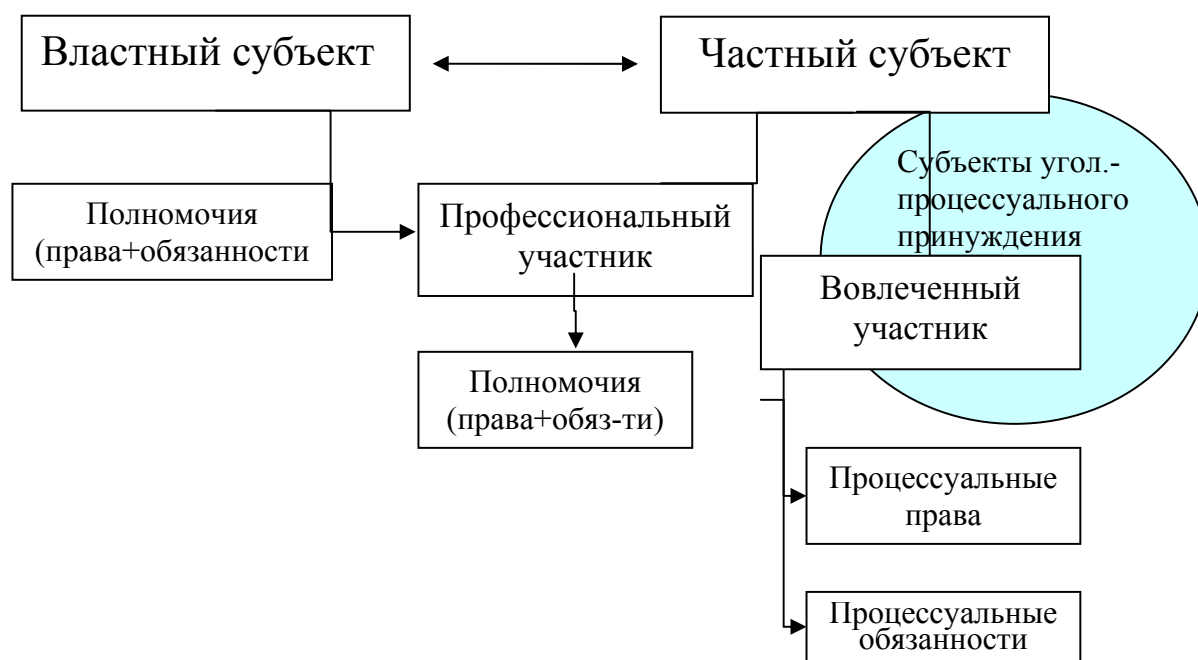 Властный субъект
Частный субъект
Субъекты угол.-
процессуального
принуждения
Полномочия
(права+обязанности
Профессиональный
участник
Вовлеченный
участник
Полномочия
(права+обяз-ти)
Процессуальные
права
Процессуальные
обязанности